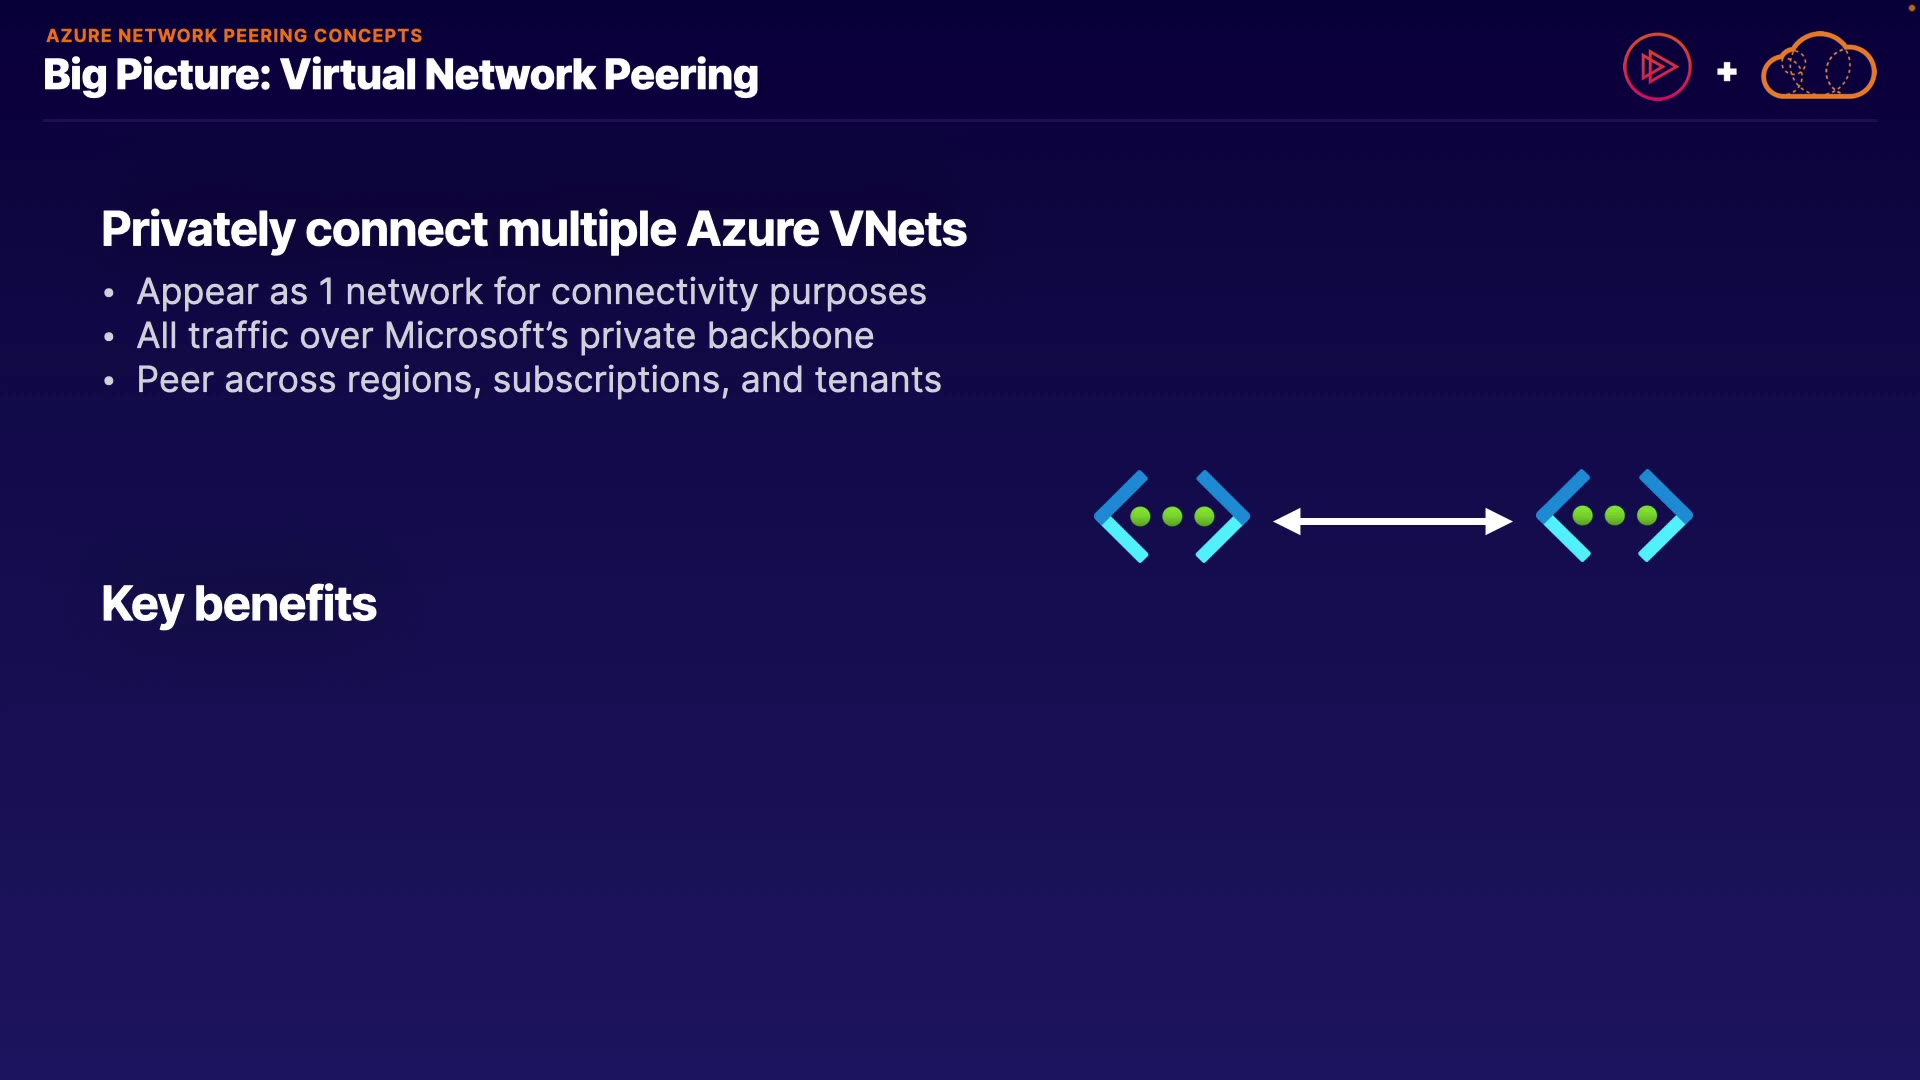 AZURE NETWORK PEERING CONCEPTS
Big Picture: Virtual Network Peering
+
Privately connect multiple Azure VNets
• Appear as 1 network for connectivity purposes
• All traffic over Microsoft’s private backbone
• Peer across regions, subscriptions, and tenants
Key benefits